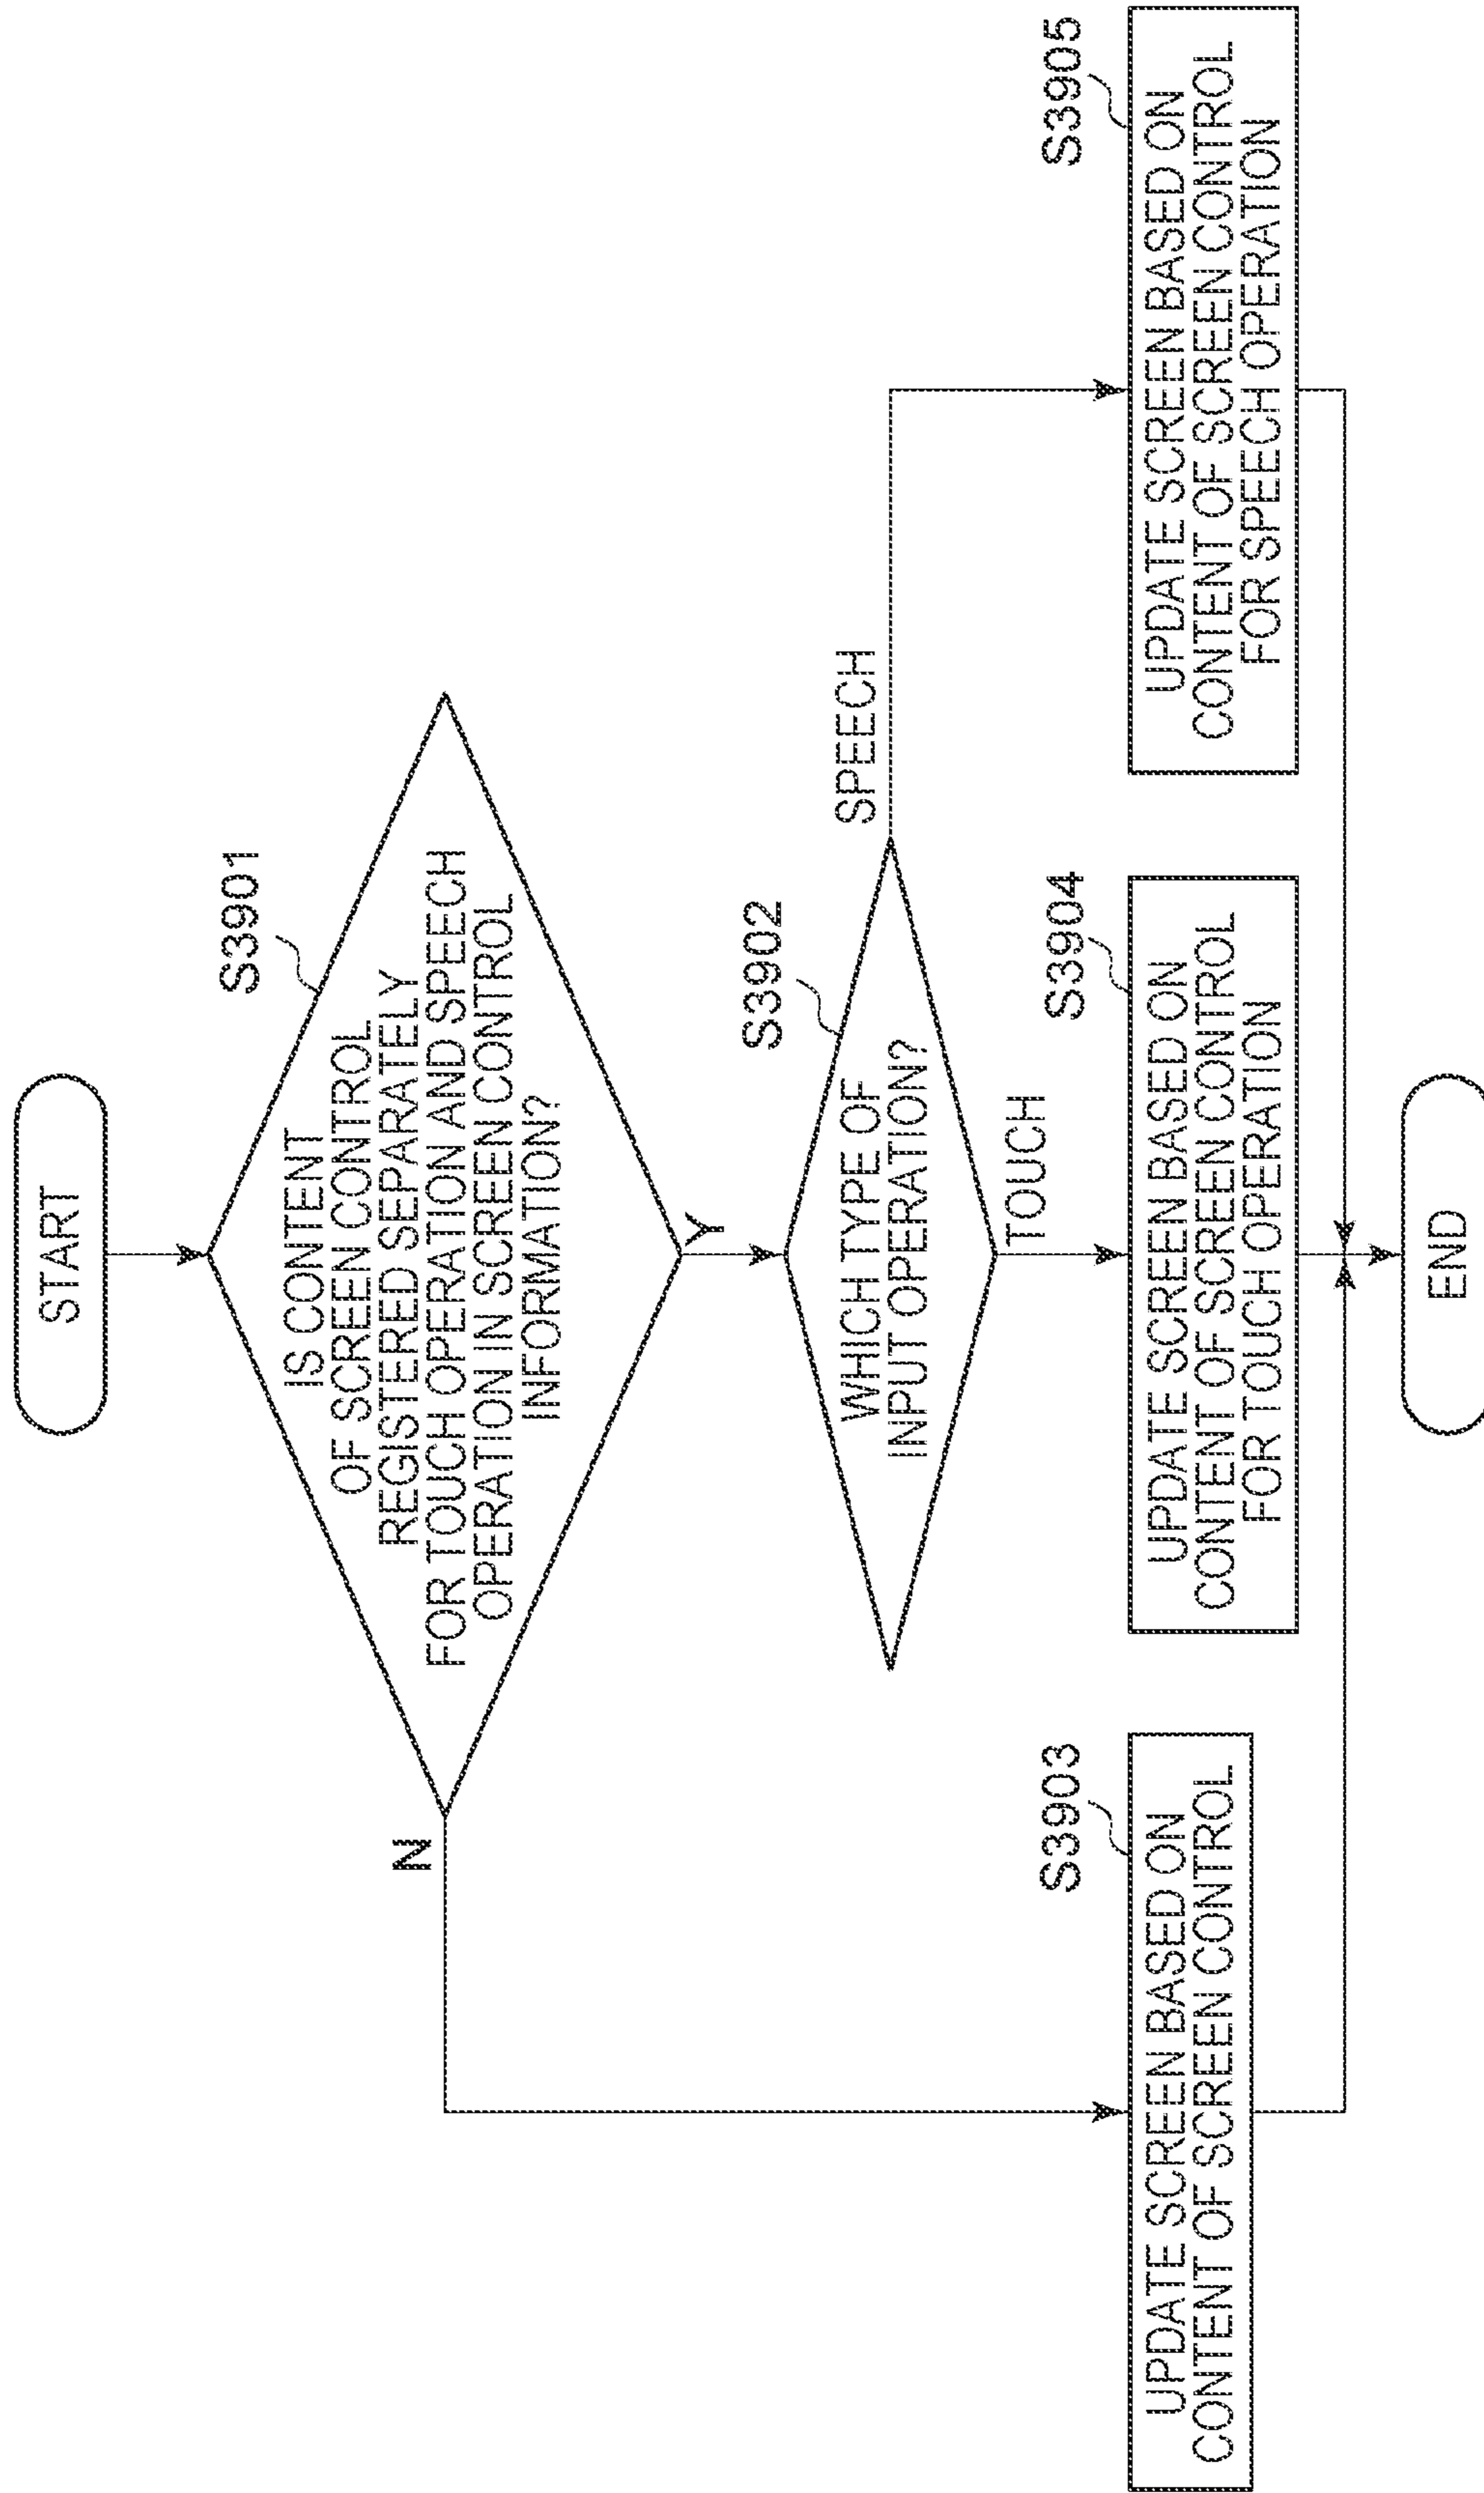 START
S3901
IS CONTENT
OF SCREEN CONTROL
REGISTERED SEPARATELY
FOR TOUCH OPERATION AND SPEECH
OPERATION IN SCREEN CONTROL
INFORMATION?
N
Y
S3902
WHICH TYPE OF
INPUT OPERATION?
SPEECH
TOUCH
S3903
UPDATE SCREEN BASED ON
CONTENT OF SCREEN CONTROL
S3904
UPDATE SCREEN BASED ON
CONTENT OF SCREEN CONTROL
FOR TOUCH OPERATION
S3905
UPDATE SCREEN BASED ON
CONTENT OF SCREEN CONTROL
FOR SPEECH OPERATION
END